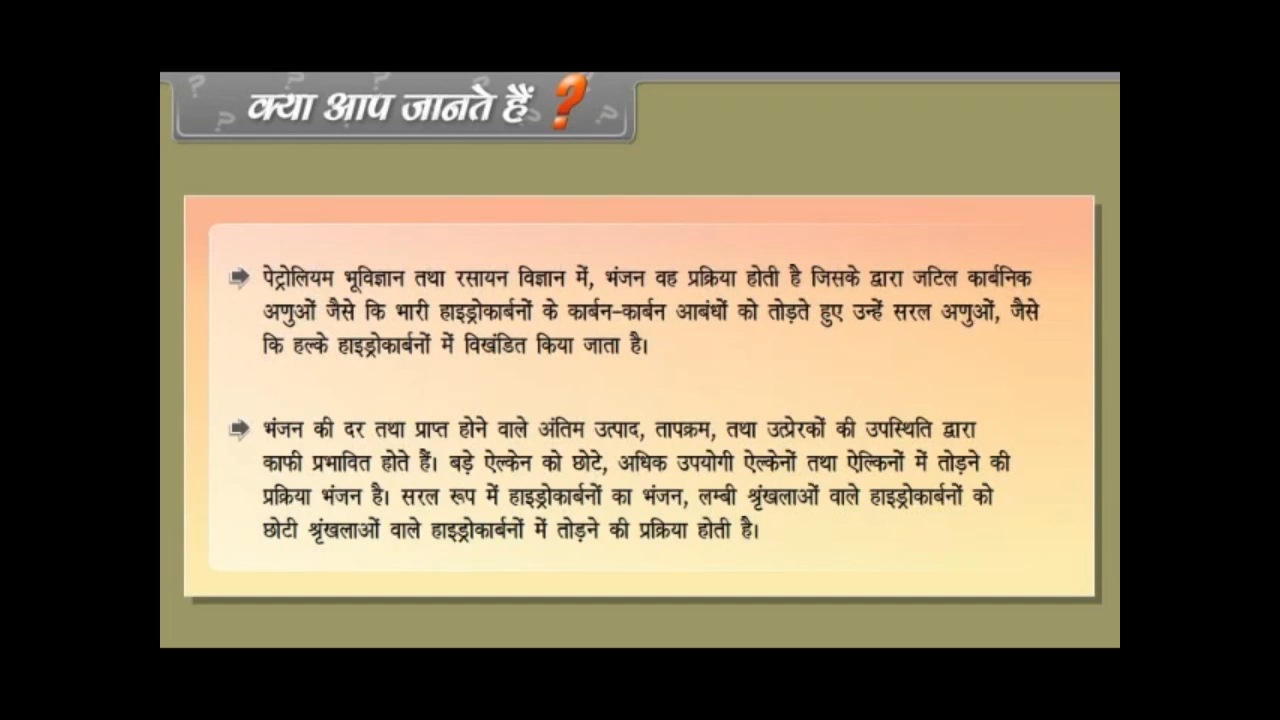 क्या आप जानते हैं ?
पेट्रोलियम भूविज्ञान तथा रसायन विज्ञान में, भंजन वह प्रक्रिया होती है जिसके द्वारा जटिल कार्बनिक
अणुओं जैसे कि भारी हाइड्रोकार्बनों के कार्बन-कार्बन आबंधों को तोड़ते हुए उन्हें सरल अणुओं, जैसे
कि हल्के हाइड्रोकार्बनों में विखंडित किया जाता है।
भंजन की दर तथा प्राप्त होने वाले अंतिम उत्पाद, तापक्रम, तथा उत्प्रेरकों की उपस्थिति द्वारा
काफी प्रभावित होते हैं। बड़े ऐल्केन को छोटे, अधिक उपयोगी ऐल्केनों तथा ऐल्किनों में तोड़ने की
प्रक्रिया भंजन है। सरल रूप में हाइड्रोकार्बनों का भंजन, लम्बी श्रृंखलाओं वाले हाइड्रोकार्बनों को
छोटी श्रृंखलाओं वाले हाइड्रोकार्बनों में तोड़ने की प्रक्रिया होती है।